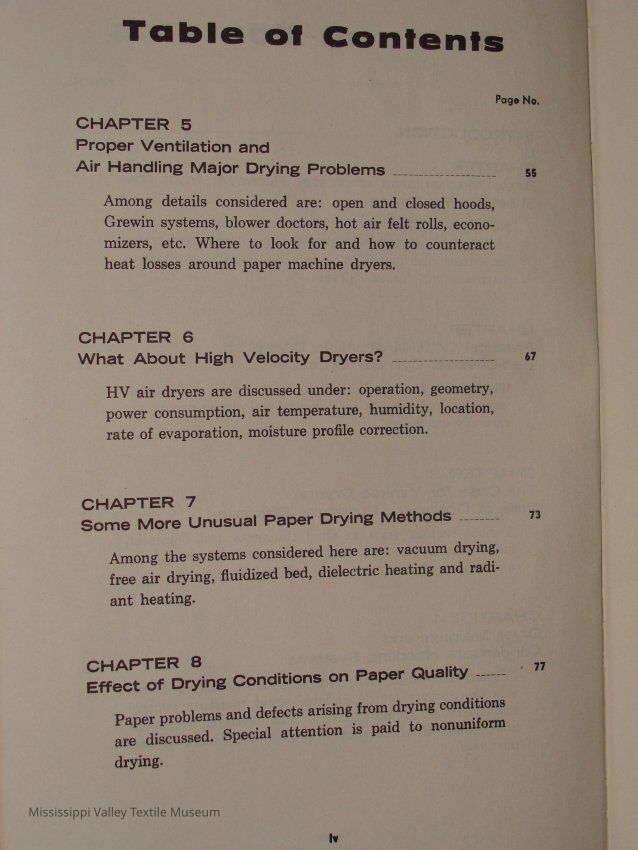 Table of Contents
Page No.
CHAPTER 5
Proper Ventilation and
Air Handling Major Drying Problems ____________ 55
Among details considered are: open and closed hoods,
Grewin systems, blower doctors, hot air felt rolls, econo-
mizers, etc. Where to look for and how to counteract
heat losses around paper machine dryers.
CHAPTER 6
What About High Velocity Dryers? ____________ 67
HV air dryers are discussed under: operation, geometry,
power consumption, air temperature, humidity, location,
rate of evaporation, moisture profile correction.
CHAPTER 7
Some More Unusual Paper Drying Methods ________ 73
Among the systems considered here are: vacuum drying,
free air drying, fluidized bed, dielectric heating and radi-
ant heating.
CHAPTER 8
Effect of Drying Conditions on Paper Quality ______ 77
Paper problems and defects arising from drying conditions
are discussed. Special attention is paid to nonuniform
drying.
Mississippi Valley Textile Museum
iv